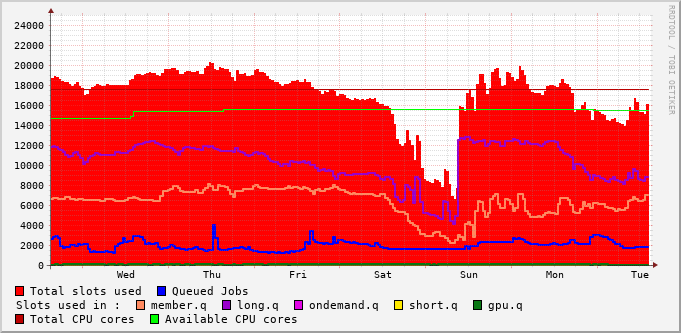 RRDTOOL / TOBI OETIKER
24000
22000
20000
18000
16000
14000
12000
10000
8000
6000
4000
2000
0
Wed Thu Fri Sat Sun Mon Tue
Total slots used Queued Jobs
Slots used in : member.q long.q ondemand.q short.q gpu.q
Total CPU cores Available CPU cores